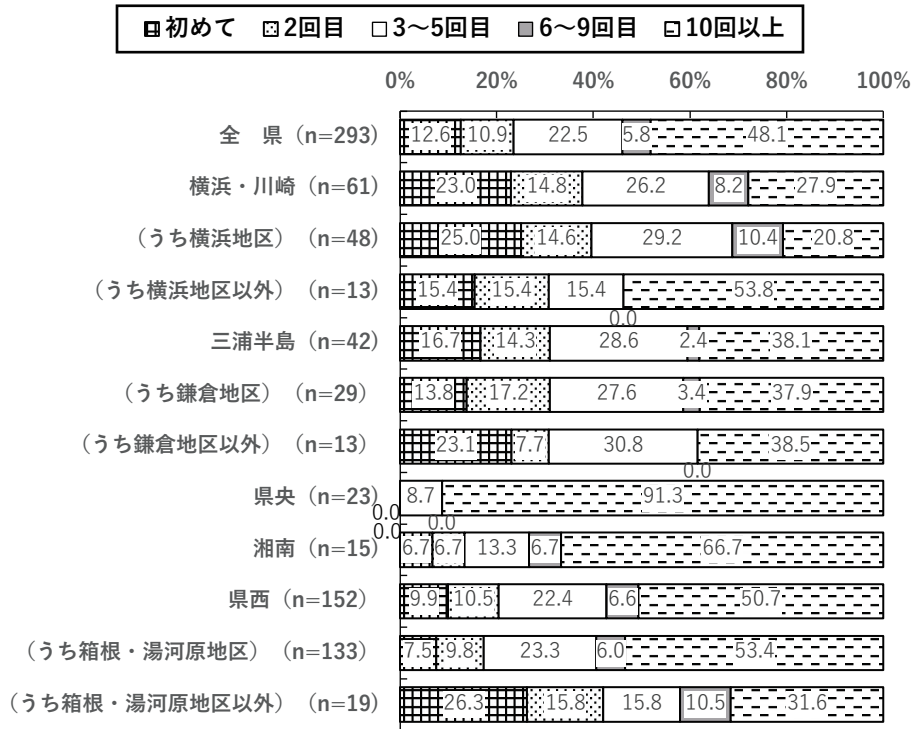 初めて 2回目 3～5回目 6～9回目 10回以上
0% 20% 40% 60% 80% 100%
全　県（n=293） 12.6 10.9 22.5 5.8 48.1
横浜・川崎（n=61） 23.0 14.8 26.2 8.2 27.9
（うち横浜地区）（n=48） 25.0 14.6 29.2 10.4 20.8
（うち横浜地区以外）（n=13） 15.4 15.4 15.4 53.8
0.0
三浦半島（n=42） 16.7 14.3 28.6 2.4 38.1
（うち鎌倉地区）（n=29） 13.8 17.2 27.6 3.4 37.9
（うち鎌倉地区以外）（n=13） 23.1 7.7 30.8 38.5
0.0
県央（n=23） 8.7 91.3
0.0 0.0
0.0
湘南（n=15） 6.7 6.7 13.3 6.7 66.7
県西（n=152） 9.9 10.5 22.4 6.6 50.7
（うち箱根・湯河原地区）（n=133） 7.5 9.8 23.3 6.0 53.4
（うち箱根・湯河原地区以外）（n=19） 26.3 15.8 15.8 10.5 31.6